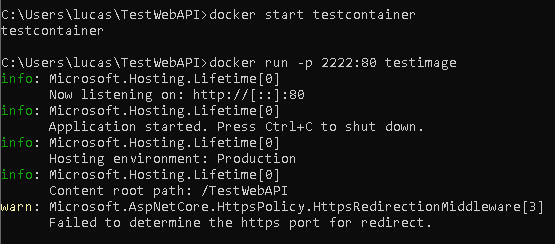 C:\Users\lucas\TestWebAPI>docker start testcontainer
testcontainer
C:\Users\lucas\TestWebAPI>docker run -p 2222:80 testimage
info: Microsoft.Hosting.Lifetime[0]
Now listening on: http://[::]:80
info: Microsoft.Hosting.Lifetime[0]
Application started. Press Ctrl+C to shut down.
info: Microsoft.Hosting.Lifetime[0]
Hosting environment: Production
info: Microsoft.Hosting.Lifetime[0]
Content root path: /TestWebAPI
warn: Microsoft.AspNetCore.HttpsPolicy.HttpsRedirectionMiddleware[3]
Failed to determine the https port for redirect.